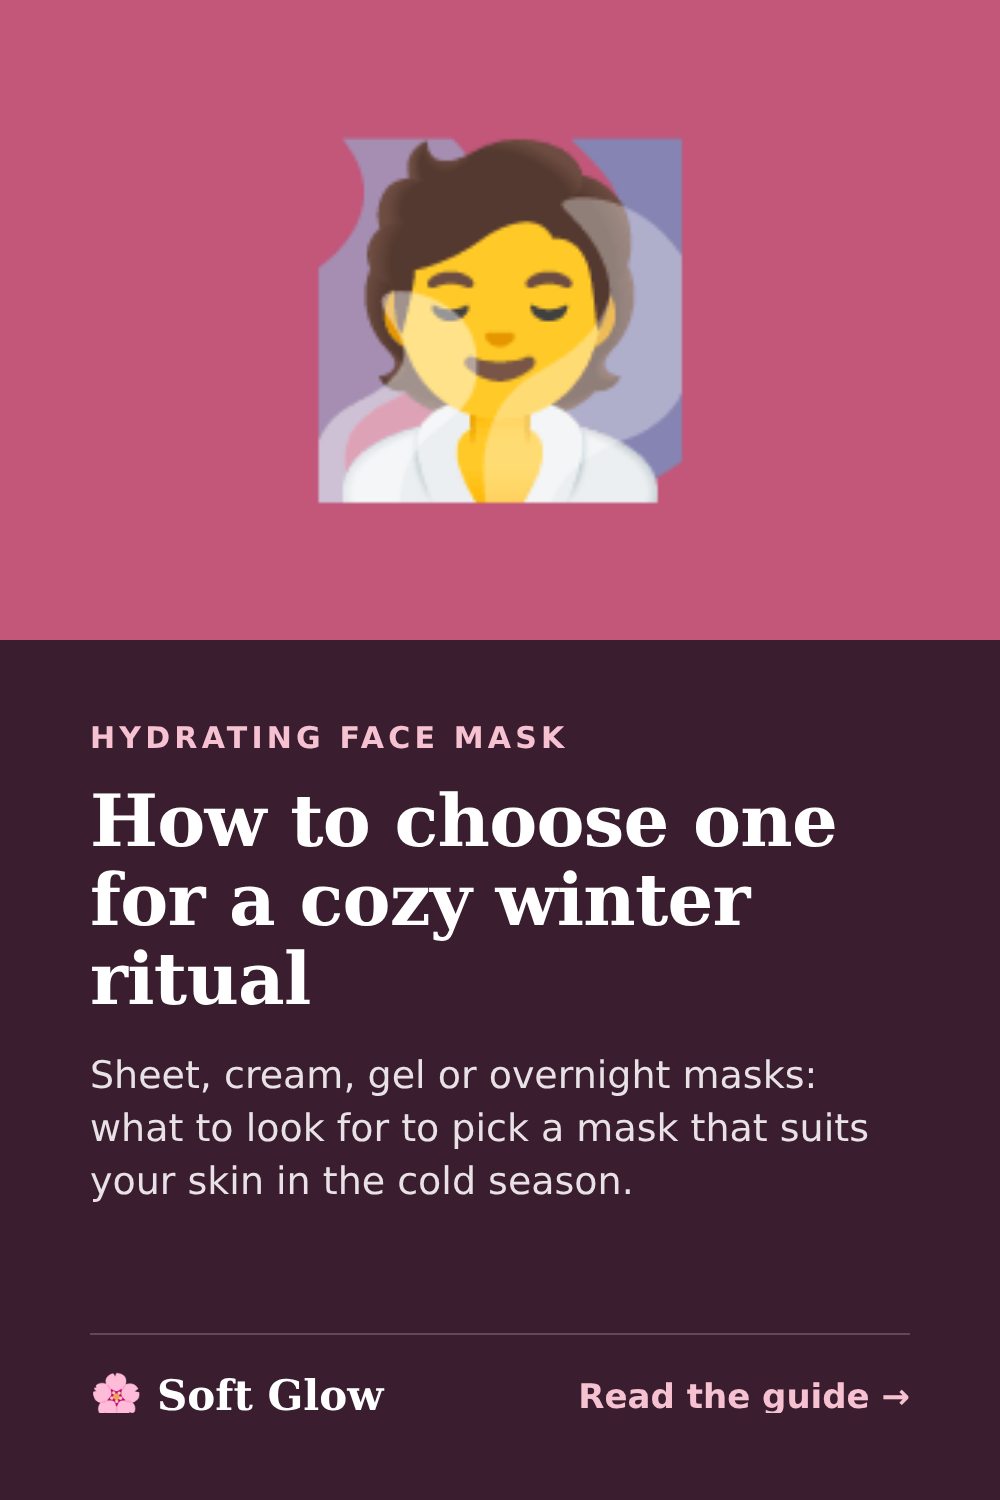 HYDRATING FACE MASK
How to choose one
for a cozy winter
ritual
Sheet, cream, gel or overnight masks:
what to look for to pick a mask that suits
your skin in the cold season.
🌸 Soft Glow
Read the guide →